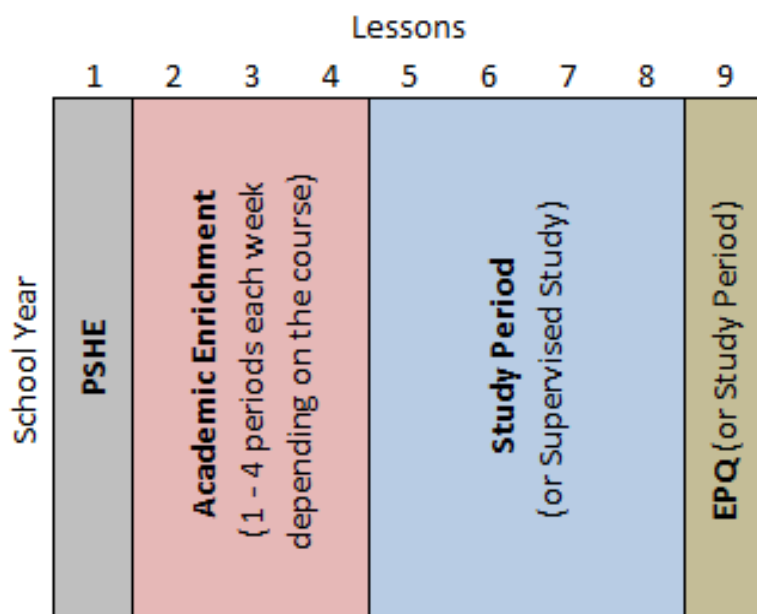 Lessons
1 2 3 4 5 6 7 8 9
School Year
PSHE
Academic Enrichment
(1 - 4 periods each week
depending on the course)
Study Period
(or Supervised Study)
EPQ (or Study Period)